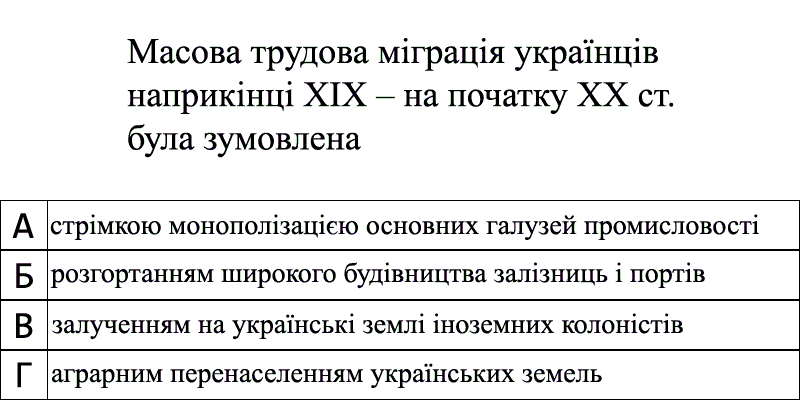 Масова трудова міграція українців
наприкінці XIX – на початку XX ст.
була зумовлена
А стрімкою монополізацією основних галузей промисловості
Б розгортанням широкого будівництва залізниць і портів
В залученням на українські землі іноземних колоністів
Г аграрним перенаселенням українських земель